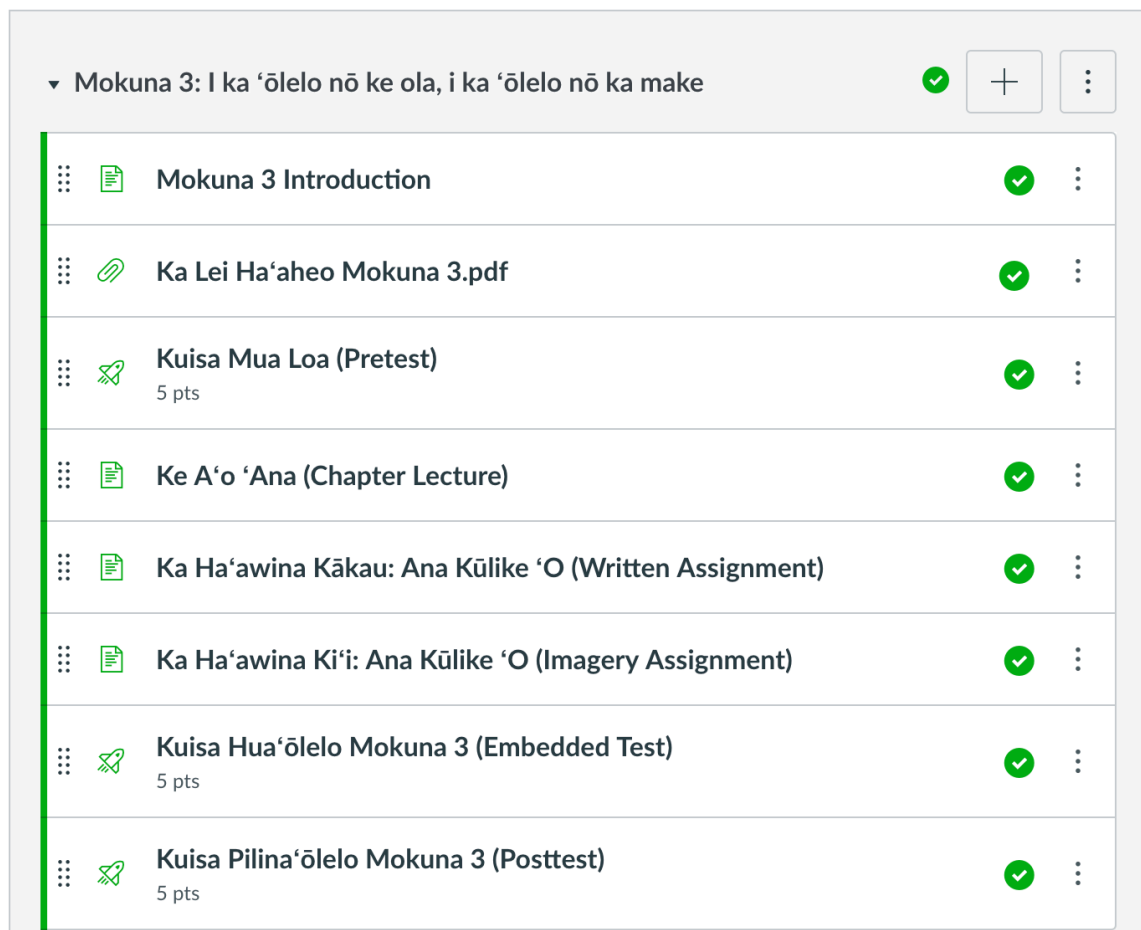 Mokuna 3: I ka ʻōlelo nō ke ola, i ka ʻōlelo nō ka make
Mokuna 3 Introduction
Ka Lei Haʻaheo Mokuna 3.pdf
Kuisa Mua Loa (Pretest)
5 pts
Ke Aʻo ʻAna (Chapter Lecture)
Ka Haʻawina Kākau: Ana Kūlike ʻO (Written Assignment)
Ka Haʻawina Kiʻi: Ana Kūlike ʻO (Imagery Assignment)
Kuisa Huaʻōlelo Mokuna 3 (Embedded Test)
5 pts
Kuisa Pilinaʻōlelo Mokuna 3 (Posttest)
5 pts